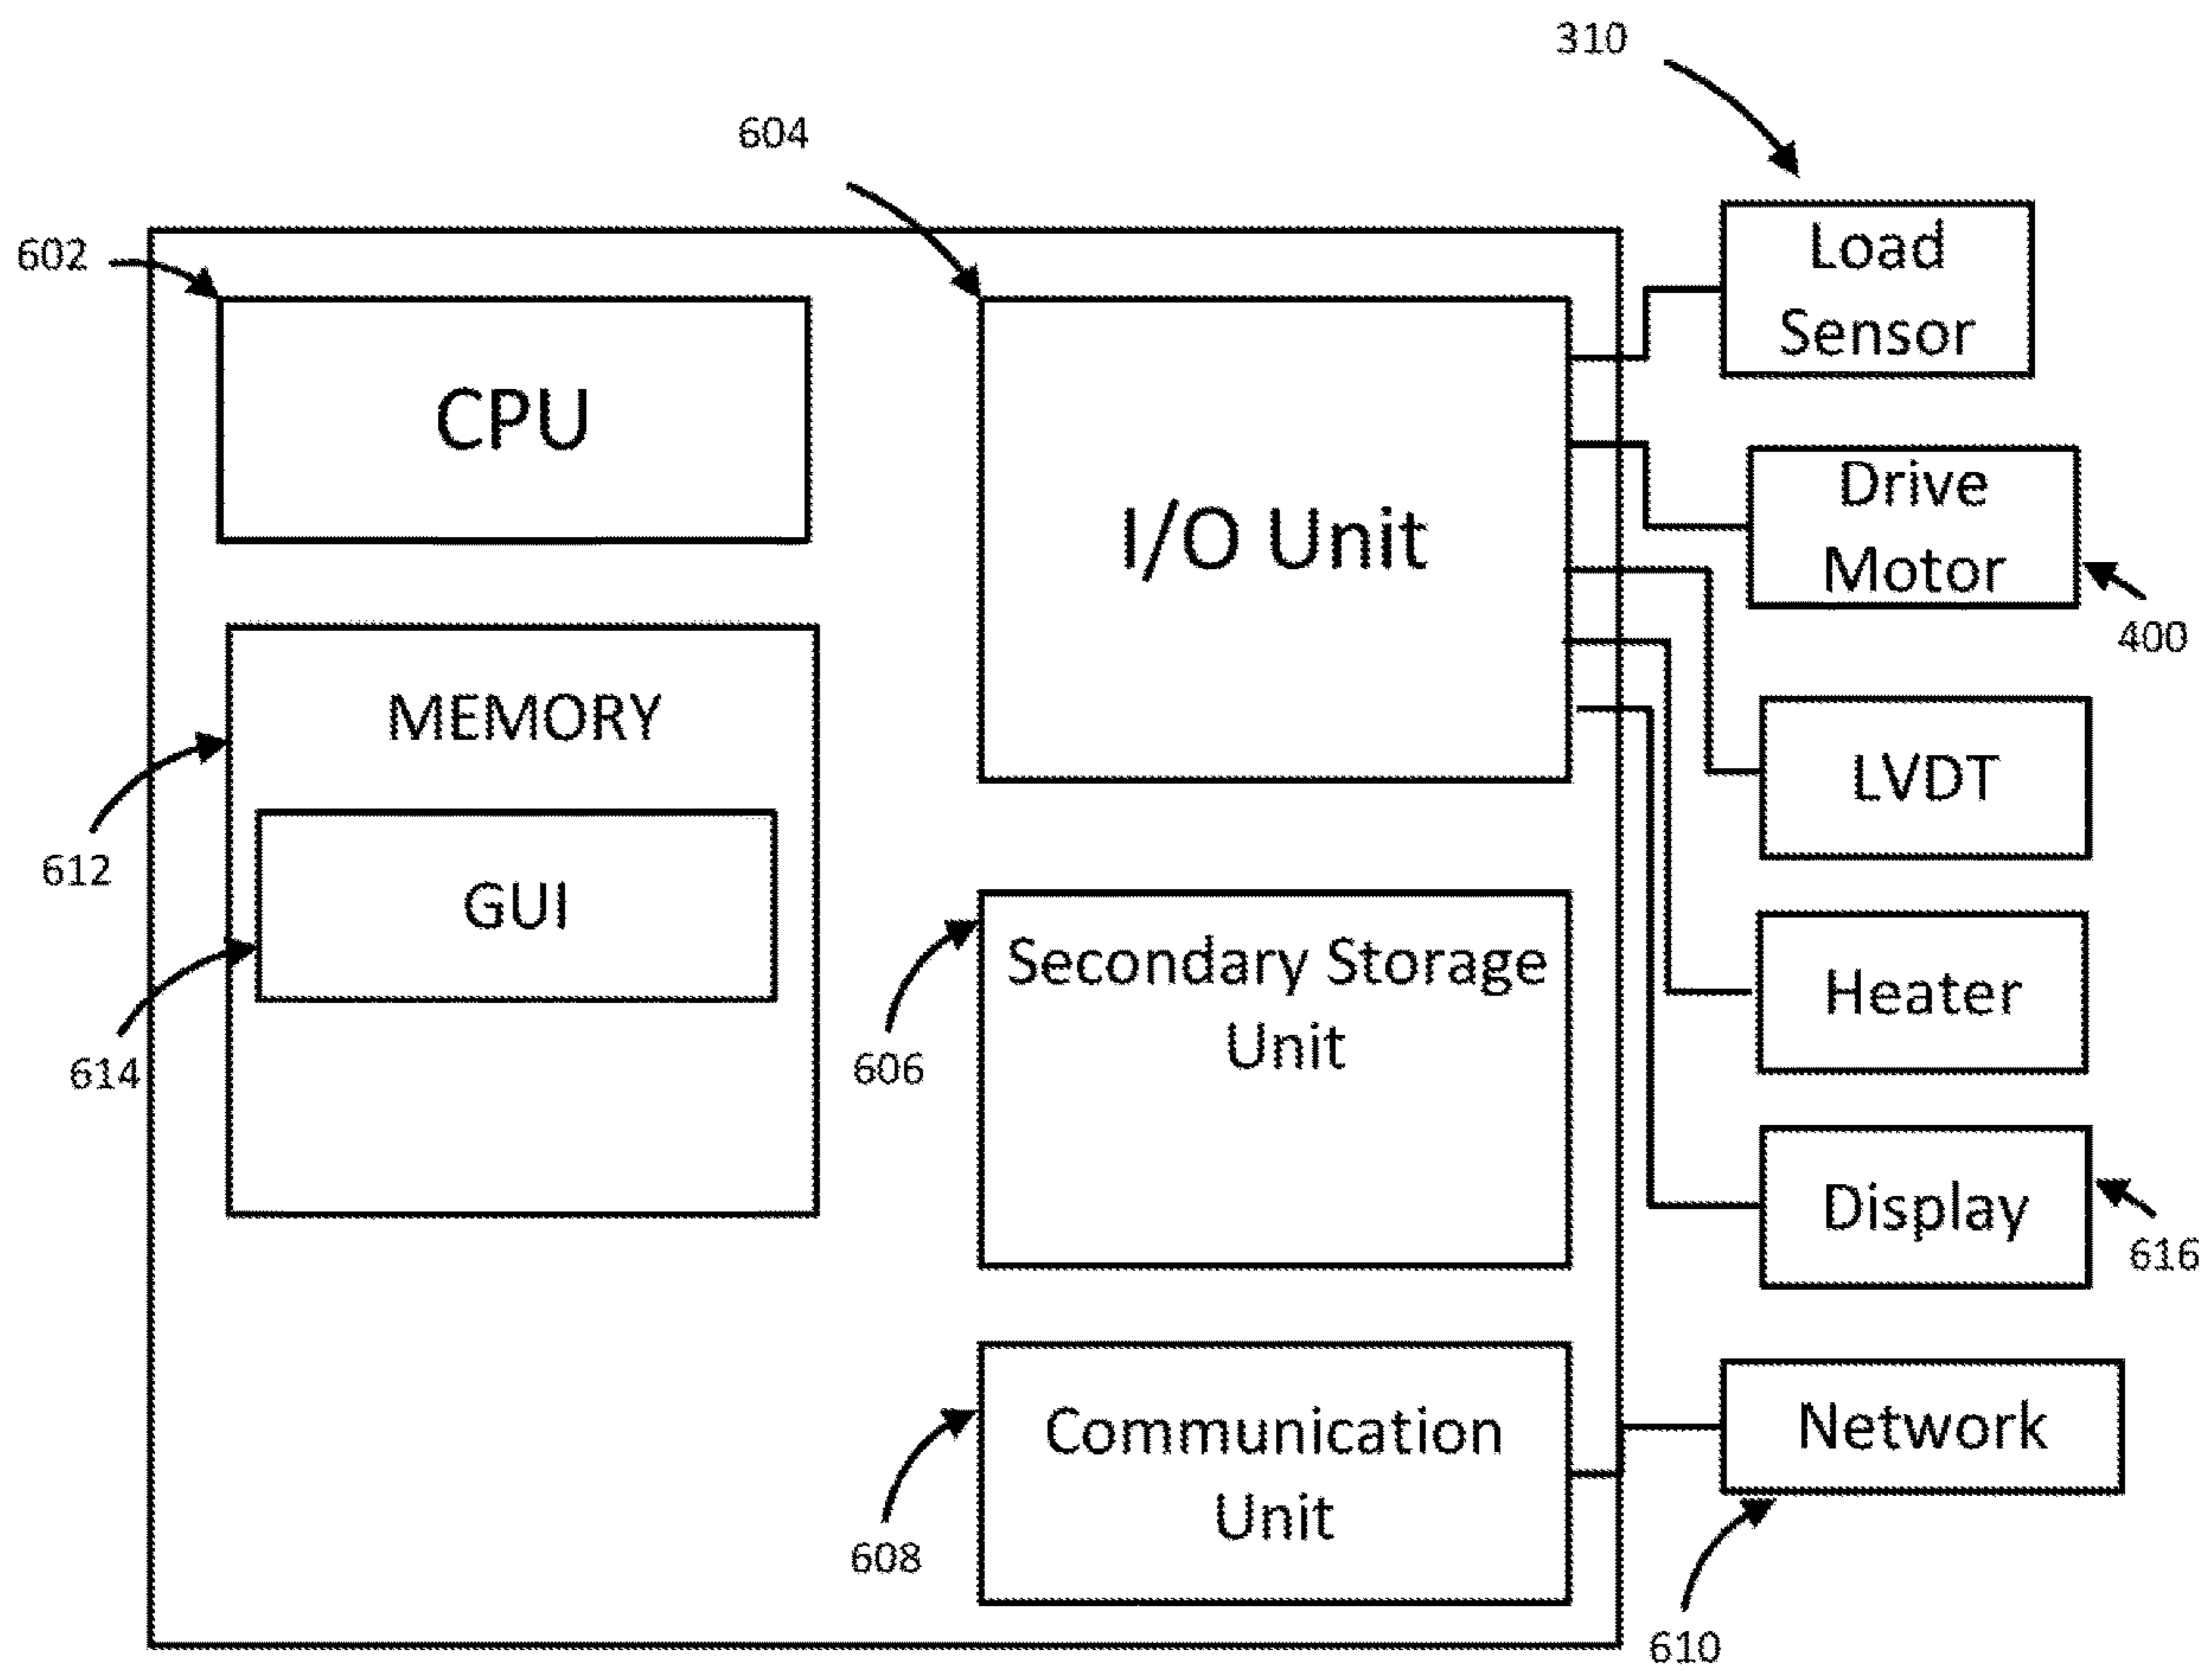 310
604
602
Load
Sensor
CPU
I/O Unit
Drive
Motor
400
MEMORY
612
LVDT
GUI
614
Secondary Storage
Unit
606
Heater
Display
616
Communication
Unit
608
Network
610